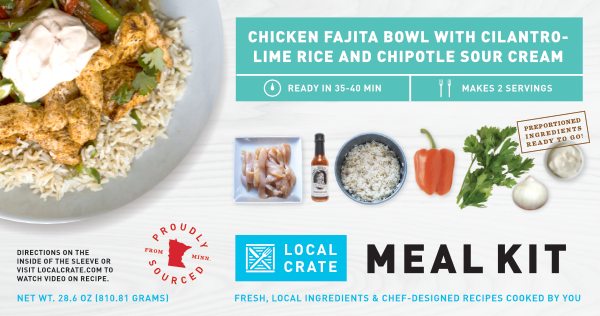 CHICKEN FAJITA BOWL WITH CILANTRO-
LIME RICE AND CHIPOTLE SOUR CREAM
READY IN 35-40 MIN
MAKES 2 SERVINGS
PREPORTIONED
INGREDIENTS
READY TO GO!
DIRECTIONS ON THE
INSIDE OF THE SLEEVE OR
VISIT LOCALCRATE.COM TO
WATCH VIDEO ON RECIPE.
PROUDLY
FROM MINN.
SOURCED
LOCAL
CRATE
MEAL KIT
NET WT. 28.6 OZ (810.81 GRAMS)
FRESH, LOCAL INGREDIENTS & CHEF-DESIGNED RECIPES COOKED BY YOU